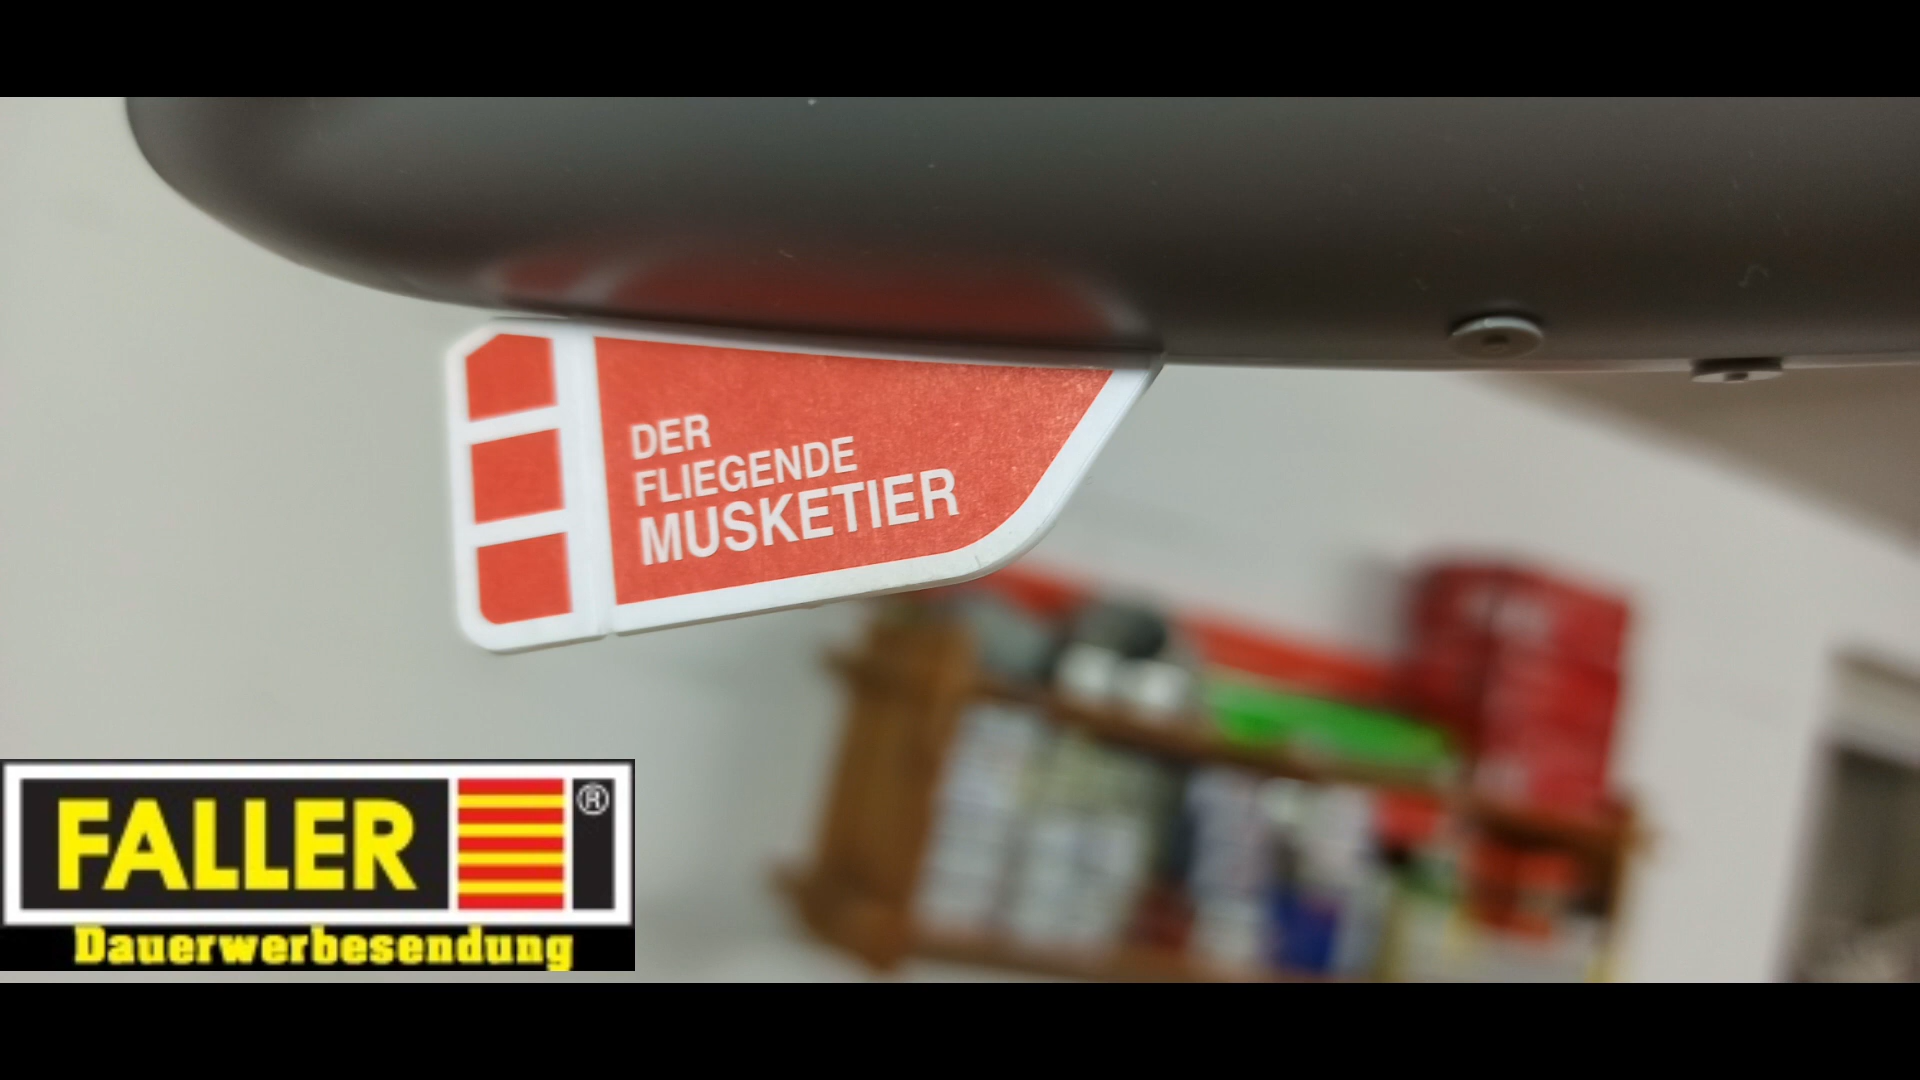 DER
FLIEGENDE
MUSKETIER
FALLER ®
Dauerwerbesendung